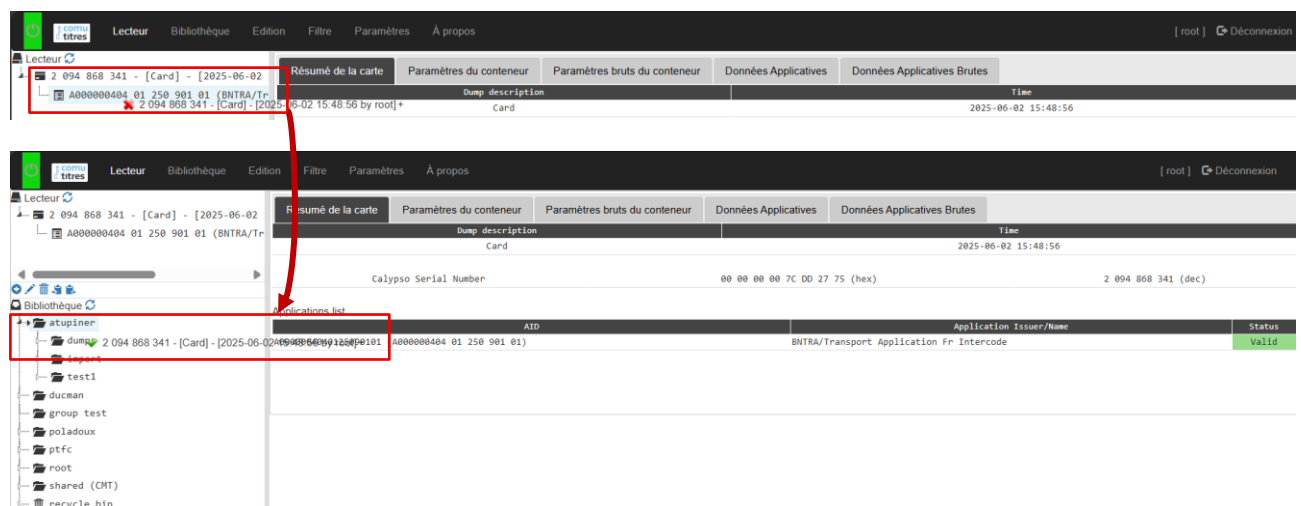 comu titres Lecteur Bibliothèque Edition Filtre Paramètres À propos [ root ] Déconnexion
Lecteur
2 094 868 341 - [Card] - [2025-06-02
Résumé de la carte Paramètres du conteneur Paramètres bruts du conteneur Données Applicatives Données Applicatives Brutes
A000000404 01 250 901 01 (BNTRA/Tr
Dump description Time
2 094 868 341 - [Card] - [2025-06-02 15:48:56 by root] +
Card 2025-06-02 15:48:56
comu titres Lecteur Bibliothèque Edition Filtre Paramètres À propos [ root ] Déconnexion
Lecteur
2 094 868 341 - [Card] - [2025-06-02
Résumé de la carte Paramètres du conteneur Paramètres bruts du conteneur Données Applicatives Données Applicatives Brutes
A000000404 01 250 901 01 (BNTRA/Tr
Dump description Time
Card 2025-06-02 15:48:56
Calypso Serial Number 00 00 00 00 7C DD 27 75 (hex) 2 094 868 341 (dec)
Bibliothèque
Applications list
atupiner
AID Application Issuer/Name Status
dumps 2 094 868 341 - [Card] - [2025-06-02 (A000000404 01 250 901 01) BNTRA/Transport Application Fr Intercode Valid
import
test1
ducman
group test
poladoux
ptfc
root
shared (CMT)
recycle bin